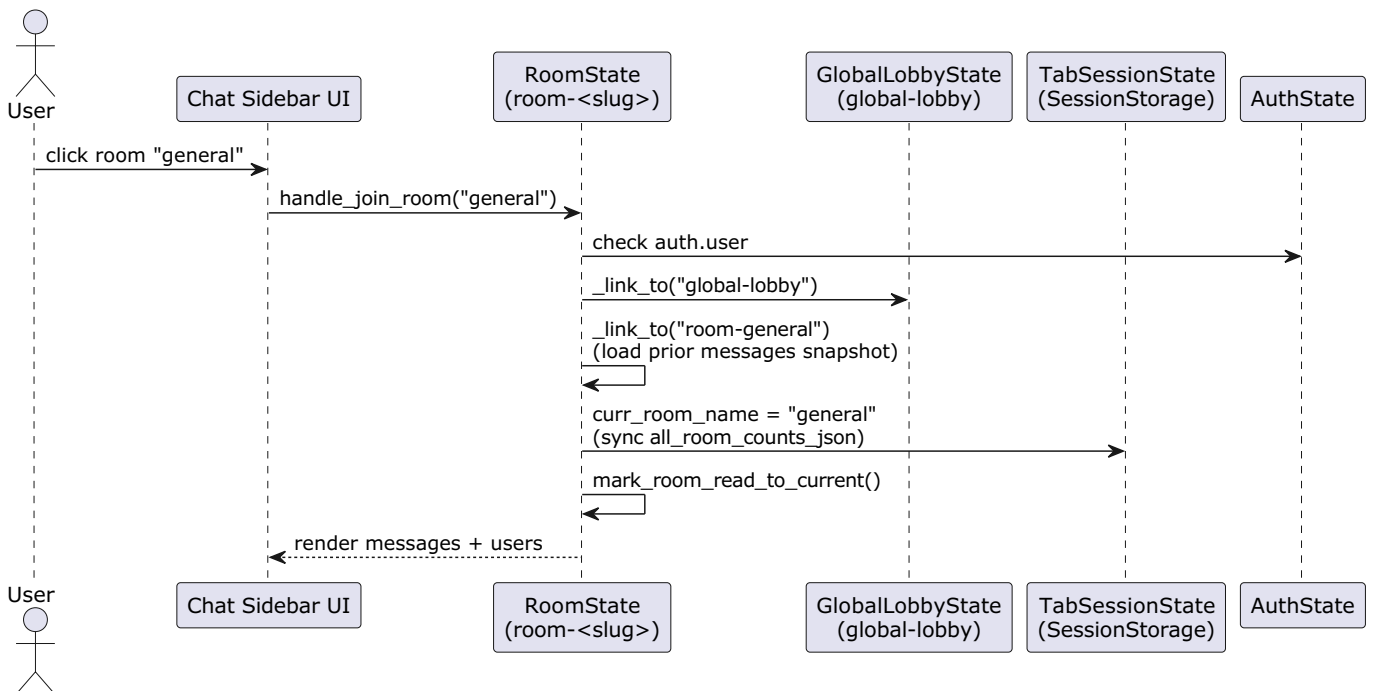 User
Chat Sidebar UI
RoomState
(room-<slug>)
GlobalLobbyState
(global-lobby)
TabSessionState
(SessionStorage)
AuthState
click room "general"
handle_join_room("general")
check auth.user
_link_to("global-lobby")
_link_to("room-general")
(load prior messages snapshot)
curr_room_name = "general"
(sync all_room_counts_json)
mark_room_read_to_current()
render messages + users
User
Chat Sidebar UI
RoomState
(room-<slug>)
GlobalLobbyState
(global-lobby)
TabSessionState
(SessionStorage)
AuthState